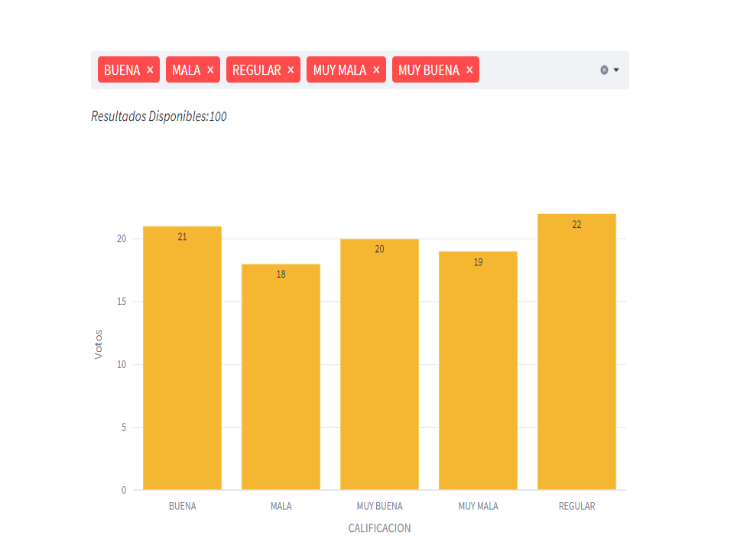 BUENA × MALA × REGULAR × MUY MALA × MUY BUENA ×
Resultados Disponibles:100
22
21
20
20
19
18
15
10
5
0
Votos
BUENA MALA MUY BUENA MUY MALA REGULAR
CALIFICACION